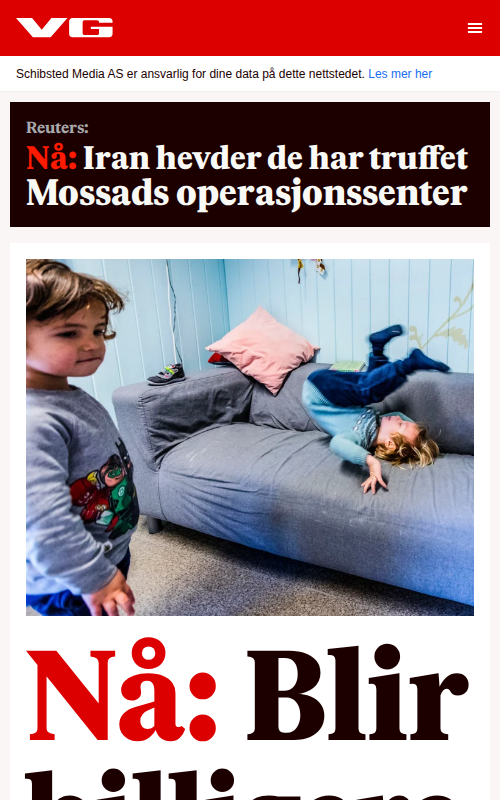 VG
Schibsted Media AS er ansvarlig for dine data på dette nettstedet. Les mer her
Reuters:
Nå: Iran hevder de har truffet
Mossads operasjonssenter
Nå: Blir
billigere